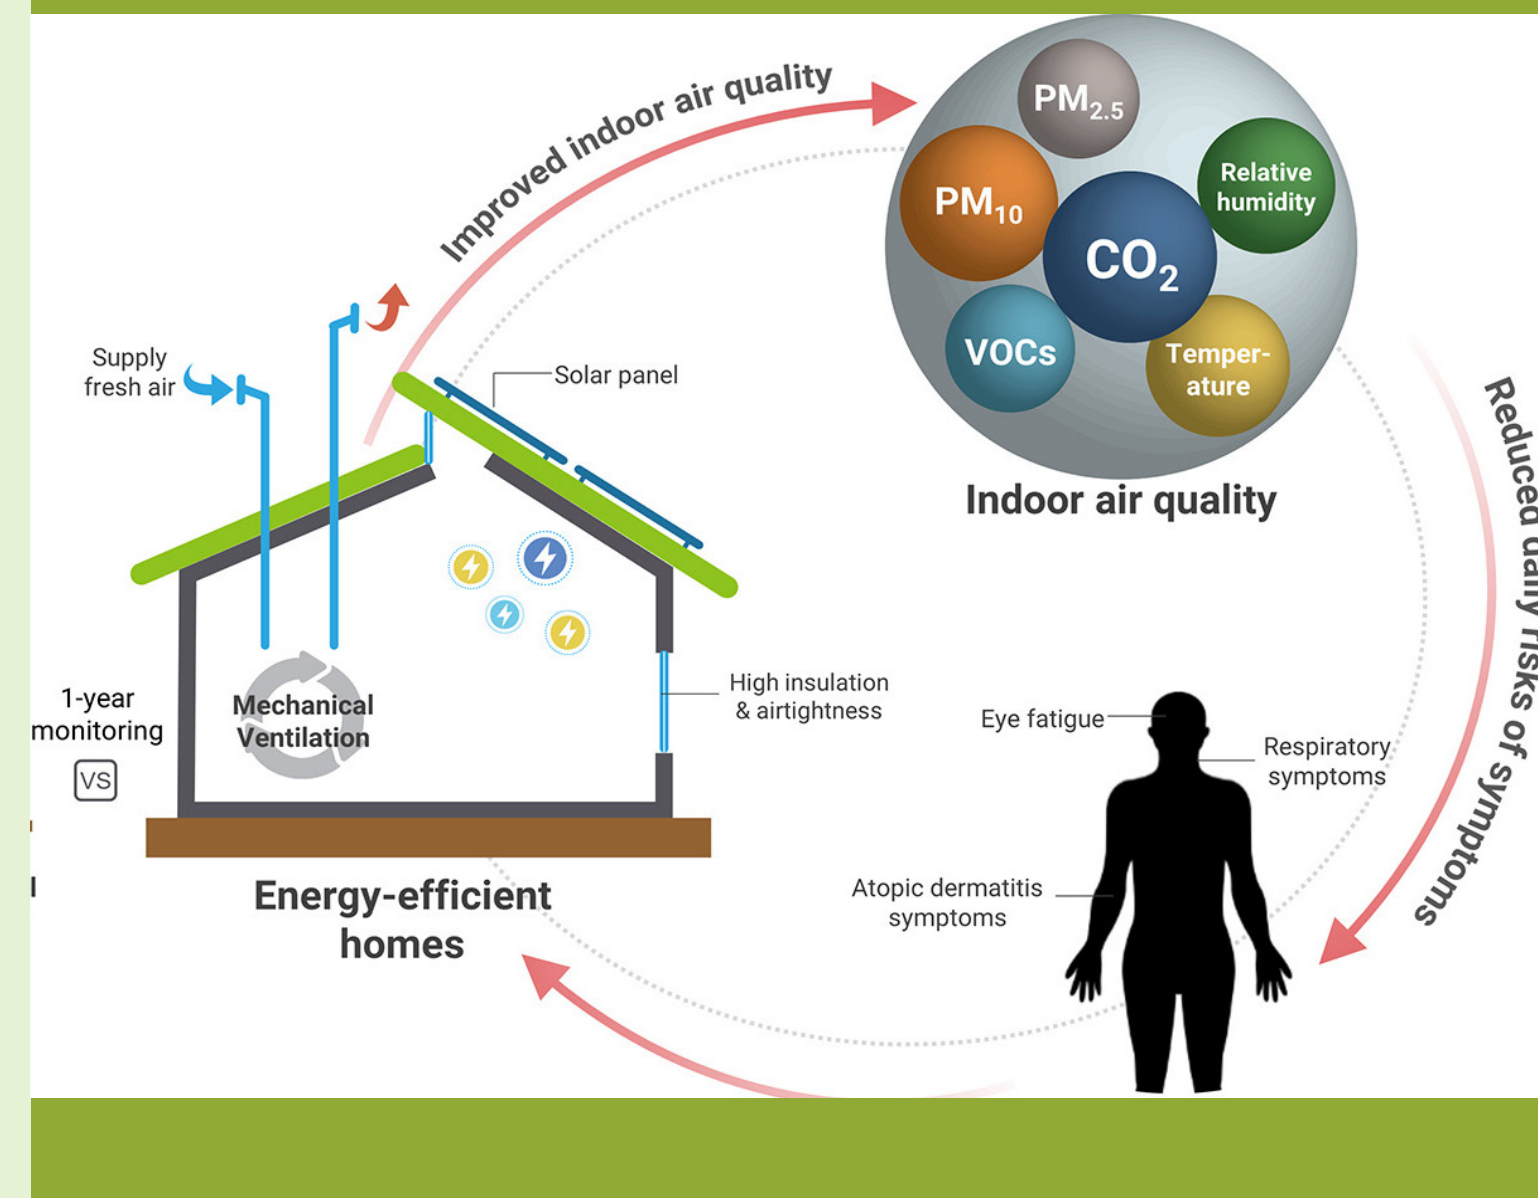 Improved indoor air quality
PM2.5
PM10
Relative
humidity
CO2
VOCs
Temper-
ature
Indoor air quality
Supply
fresh air
Solar panel
Reduced daily risks of symptoms
High insulation
& airtightness
1-year
monitoring
VS
Mechanical
Ventilation
Eye fatigue
Respiratory
symptoms
Atopic dermatitis
symptoms
Energy-efficient
homes